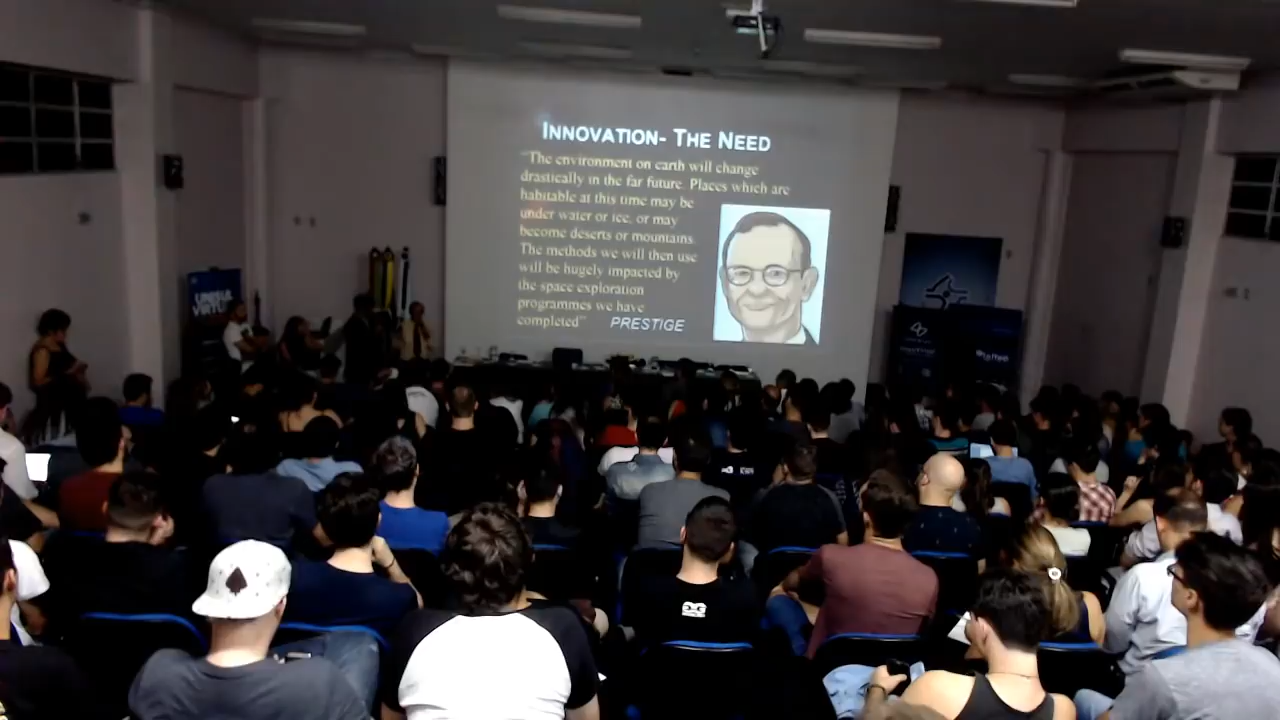 INNOVATION- THE NEED
"The environment on earth will change
drastically in the far future. Places which are
habitable at this time may be
under water or ice, or may
become deserts or mountains.
The methods we will then use
will be hugely impacted by
the space exploration
programmes we have
completed" PRESTIGE